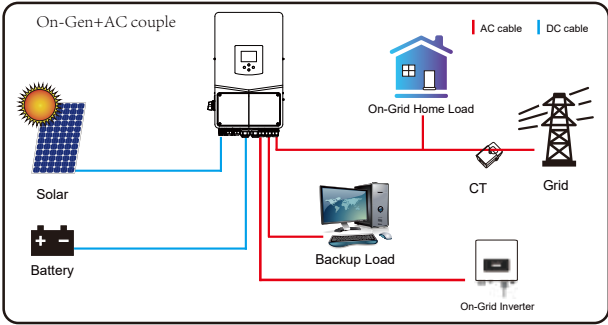 On-Gen+AC couple
AC cable
DC cable
On-Grid Home Load
Solar
CT
Grid
Battery
Backup Load
On-Grid Inverter